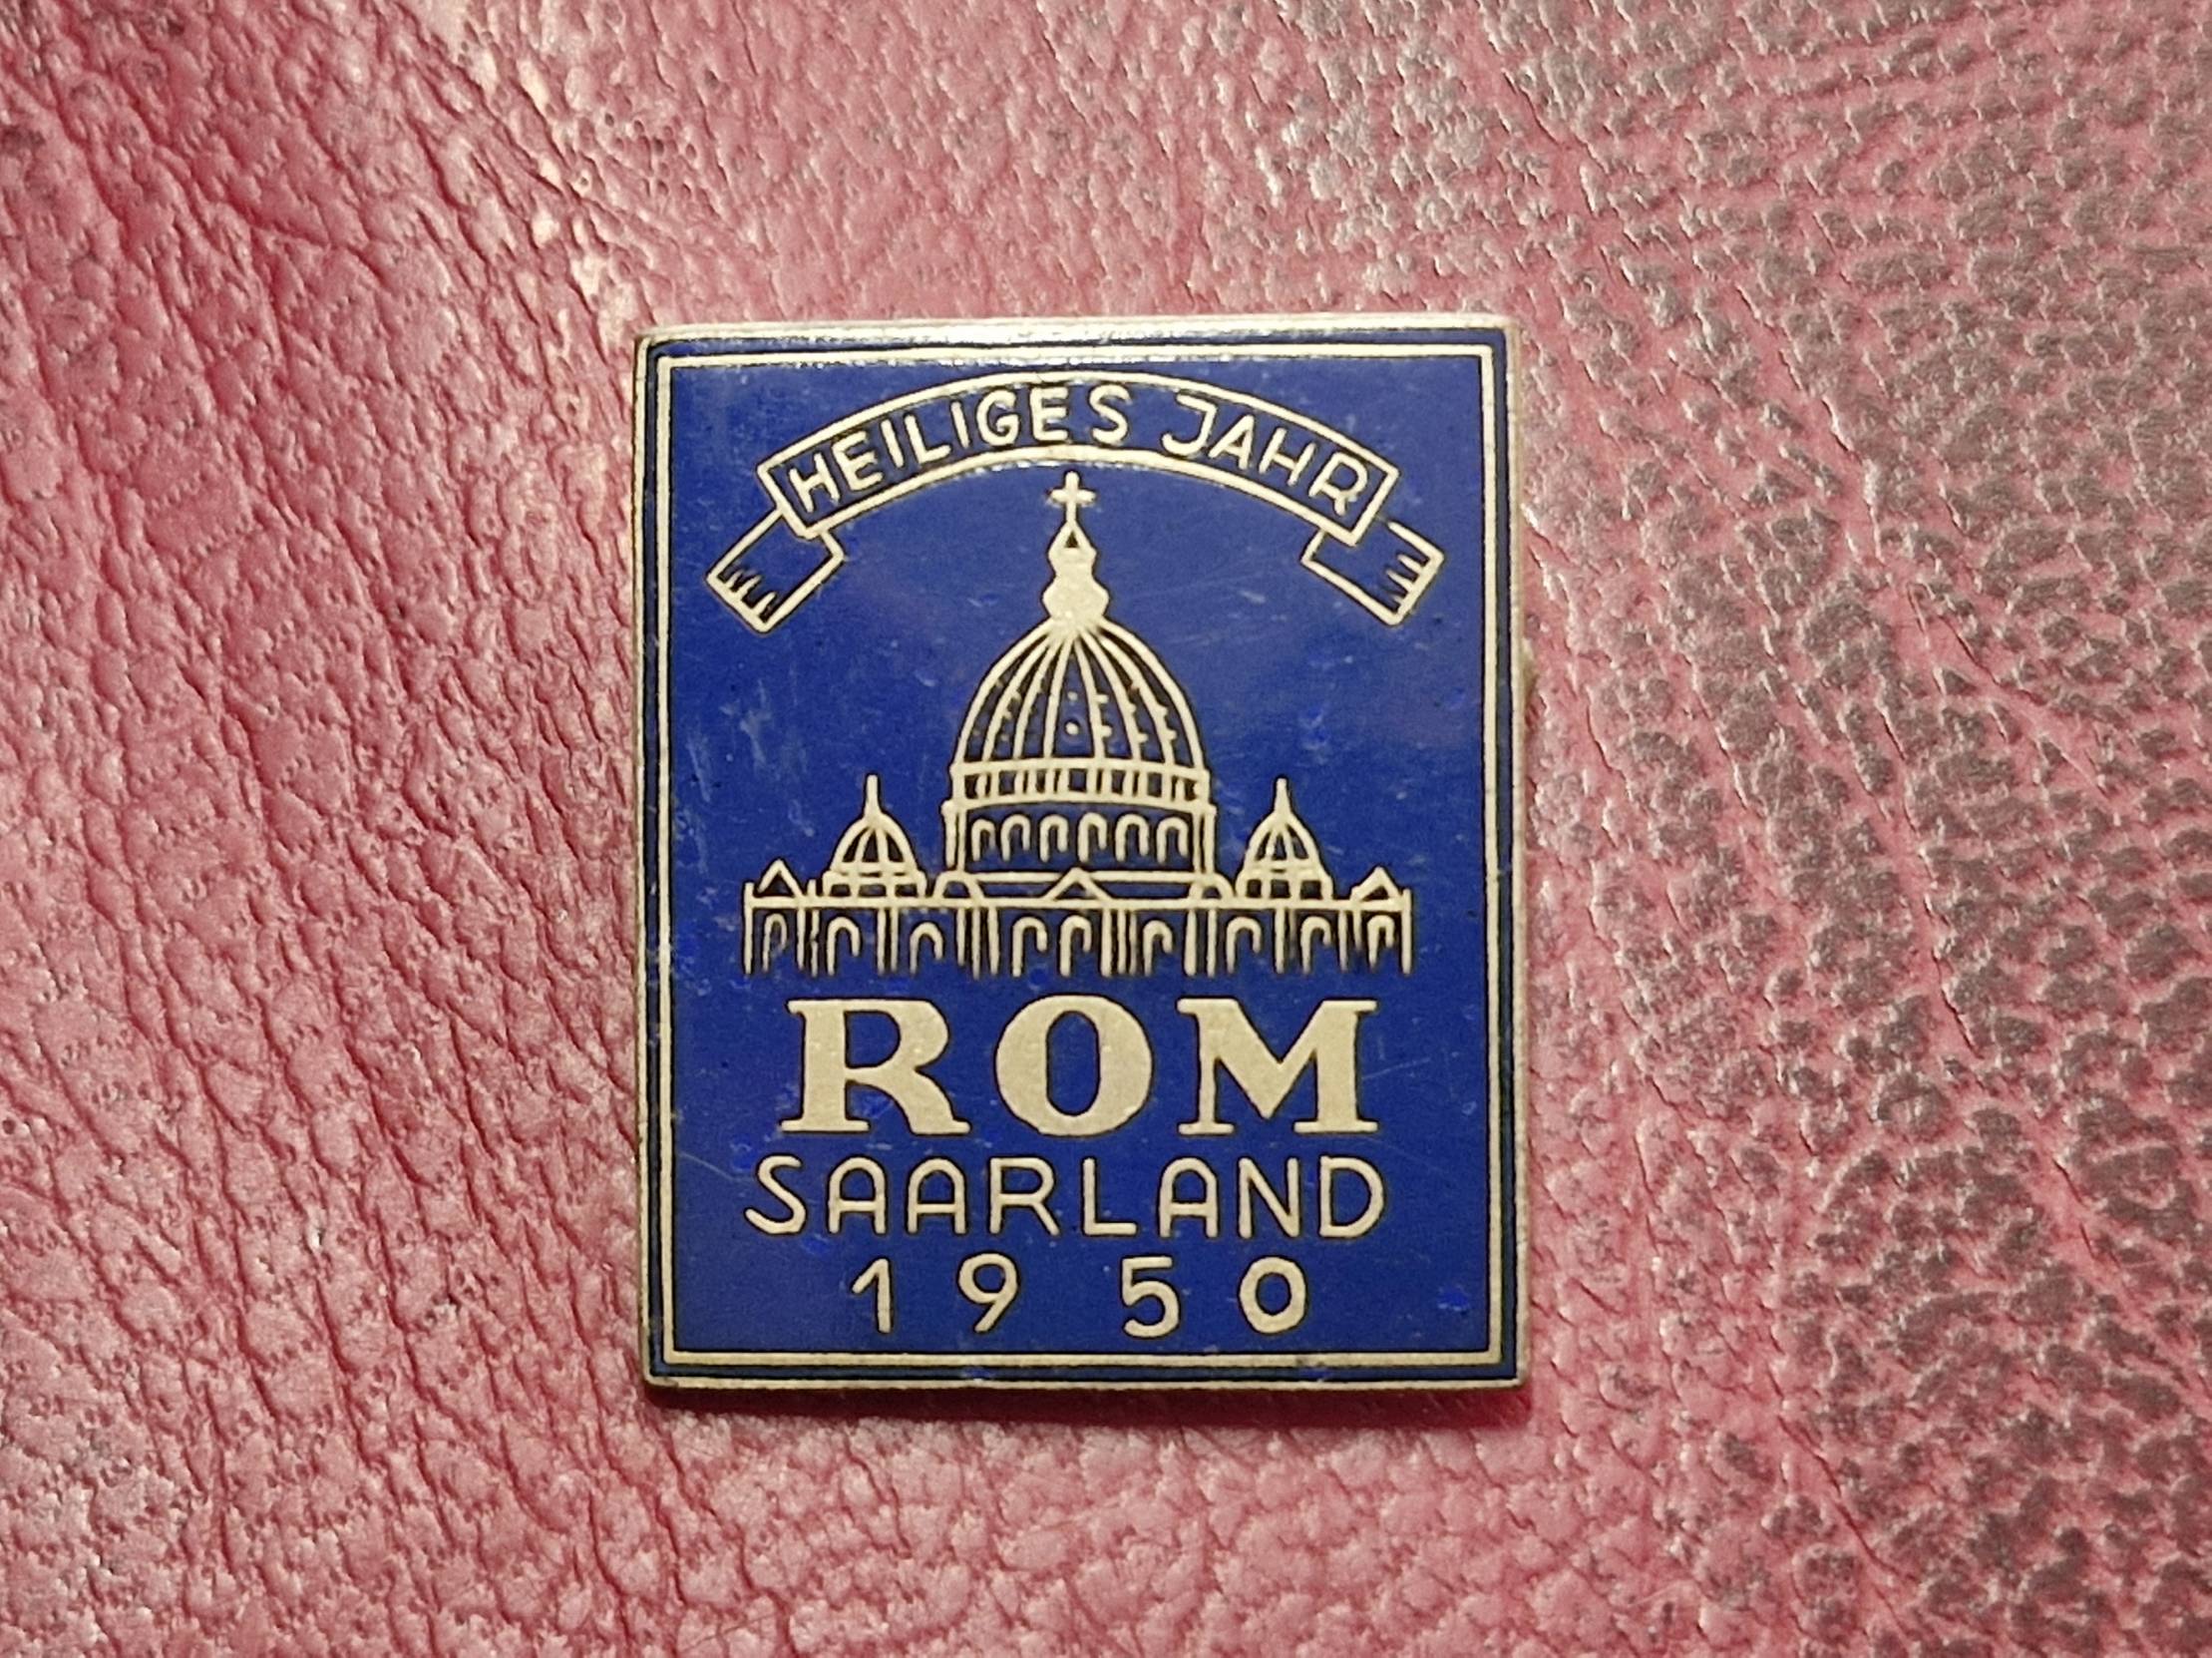 HEILIGES JAHR
ROM
SAARLAND
1950